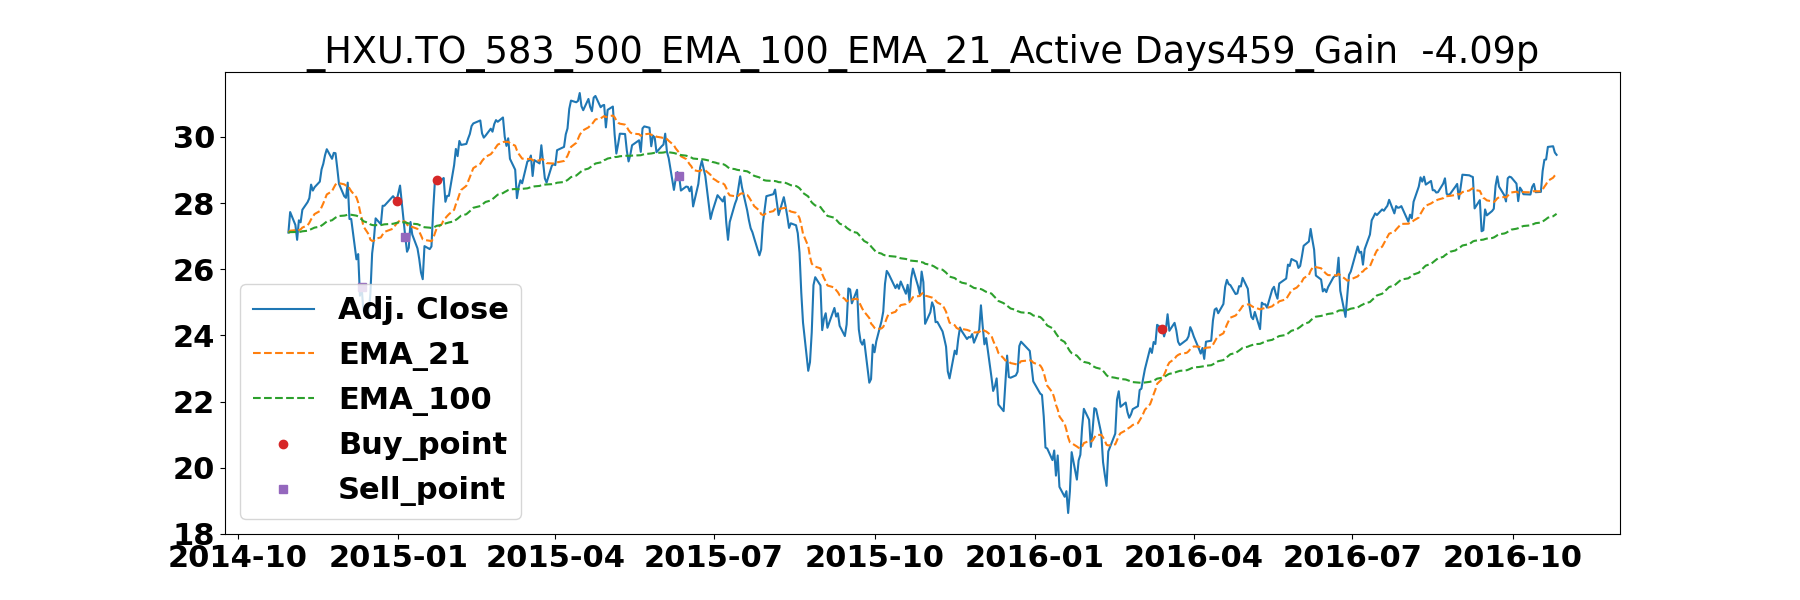 _HXU.TO_583_500_EMA_100_EMA_21_Active Days459_Gain  -4.09p
30
28
26
24
22
20
18
Adj. Close
EMA_21
EMA_100
Buy_point
Sell_point
2014-10 2015-01 2015-04 2015-07 2015-10 2016-01 2016-04 2016-07 2016-10